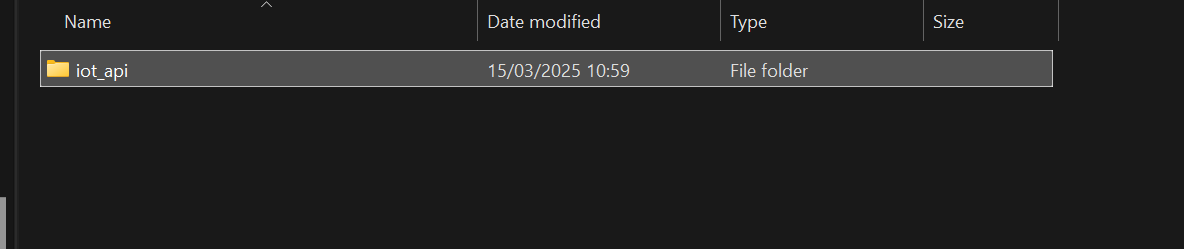 Name Date modified Type Size
iot_api 15/03/2025 10:59 File folder